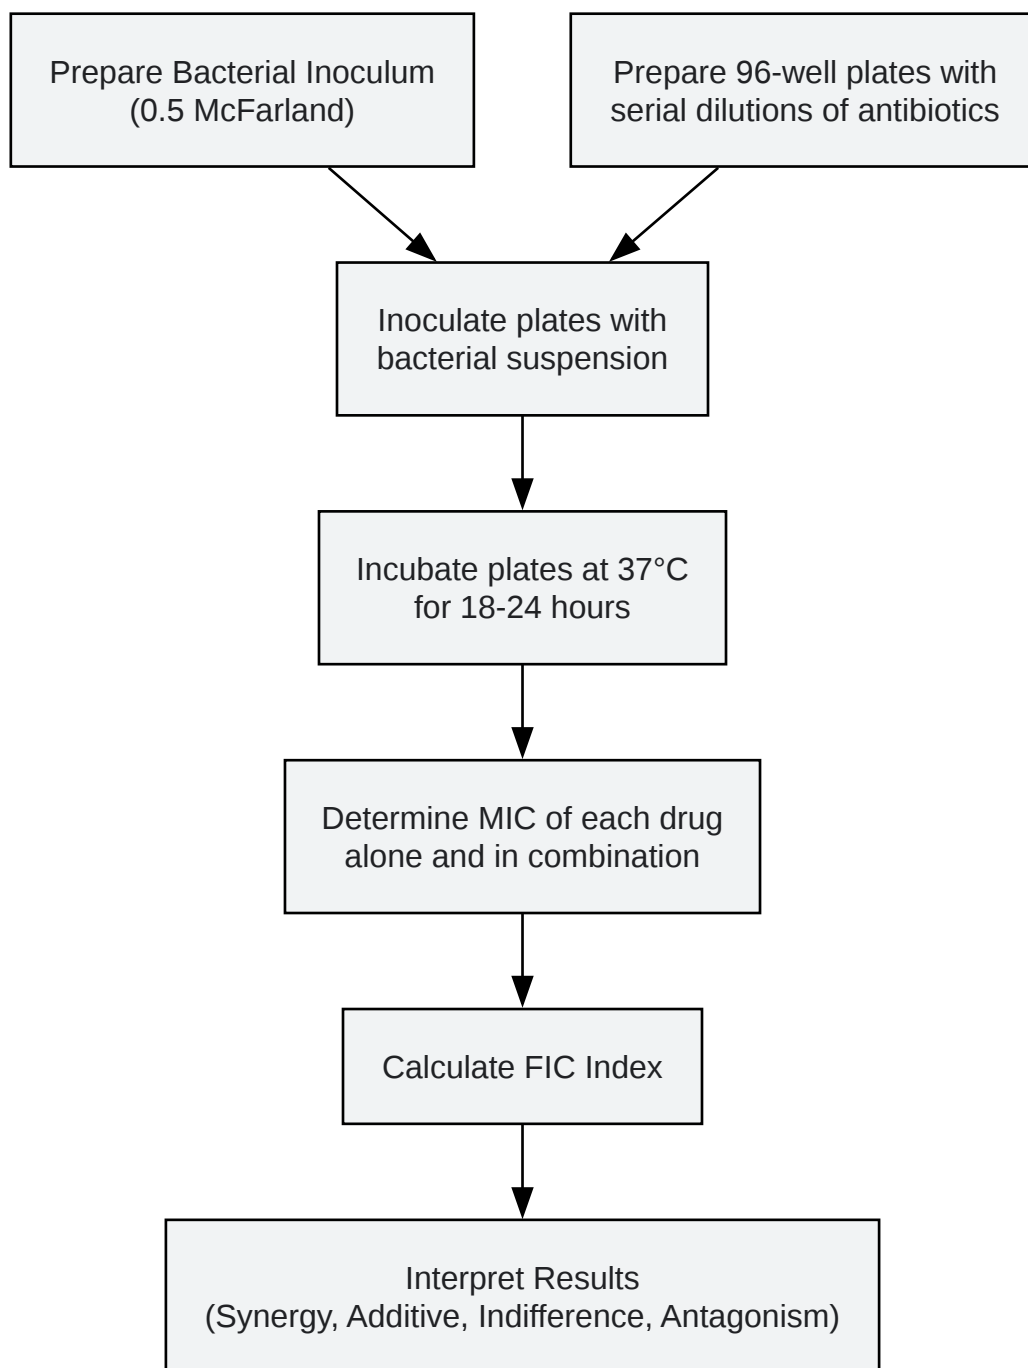 Prepare Bacterial Inoculum
(0.5 McFarland)
Prepare 96-well plates with
serial dilutions of antibiotics
Inoculate plates with
bacterial suspension
Incubate plates at 37°C
for 18-24 hours
Determine MIC of each drug
alone and in combination
Calculate FIC Index
Interpret Results
(Synergy, Additive, Indifference, Antagonism)